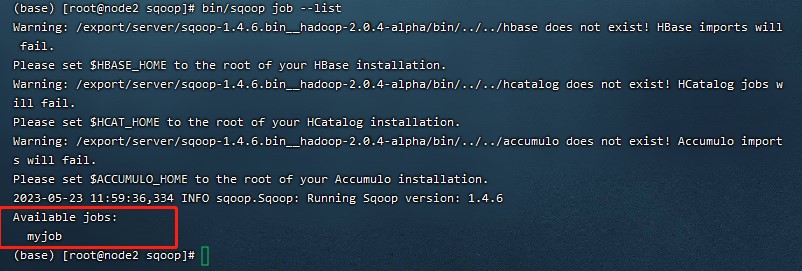 (base) [root@node2 sqoop]# bin/sqoop job --list
Warning: /export/server/sqoop-1.4.6.bin__hadoop-2.0.4-alpha/bin/../../hbase does not exist! HBase imports will
 fail.
Please set $HBASE_HOME to the root of your HBase installation.
Warning: /export/server/sqoop-1.4.6.bin__hadoop-2.0.4-alpha/bin/../../hcatalog does not exist! HCatalog jobs w
ill fail.
Please set $HCAT_HOME to the root of your HCatalog installation.
Warning: /export/server/sqoop-1.4.6.bin__hadoop-2.0.4-alpha/bin/../../accumulo does not exist! Accumulo import
s will fail.
Please set $ACCUMULO_HOME to the root of your Accumulo installation.
2023-05-23 11:59:36,334 INFO sqoop.Sqoop: Running Sqoop version: 1.4.6
Available jobs:
  myjob
(base) [root@node2 sqoop]#